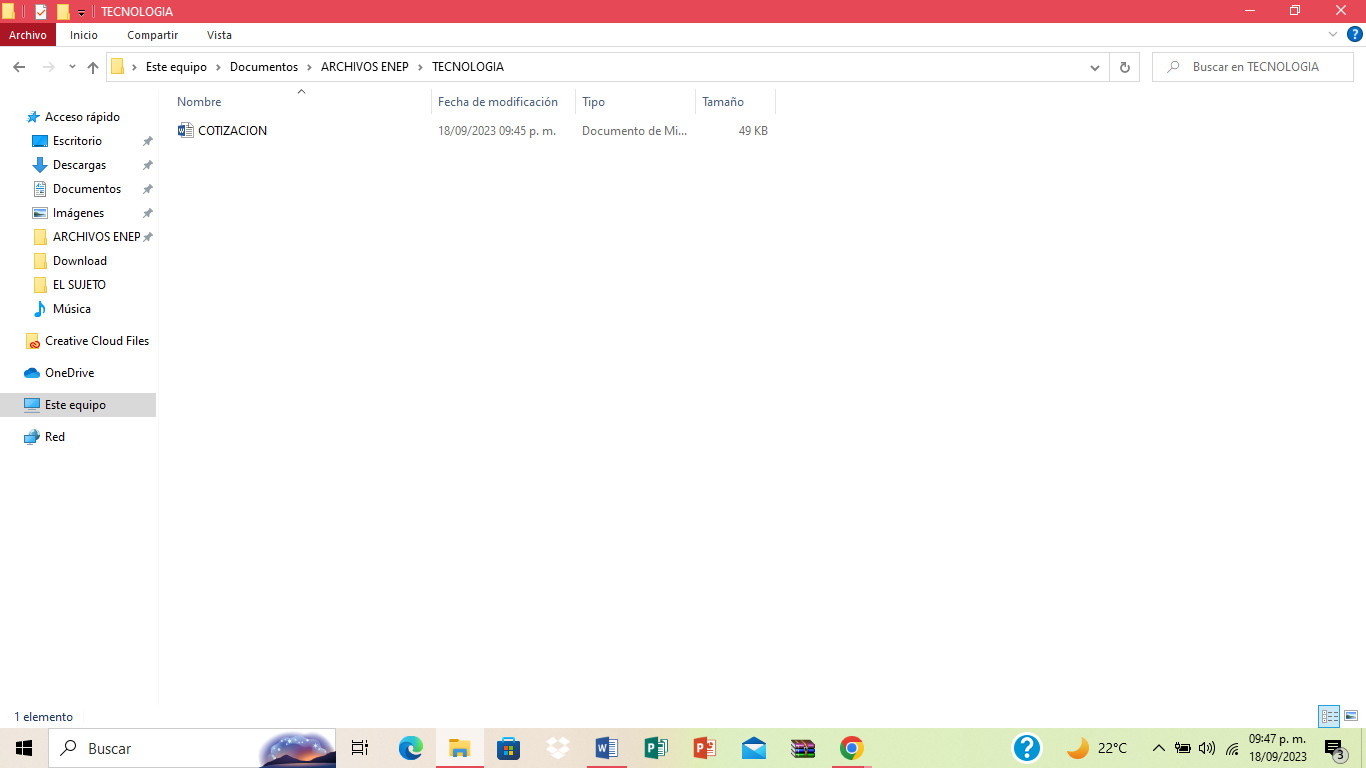 TECNOLOGIA
Archivo Inicio Compartir Vista
Este equipo Documentos ARCHIVOS ENEP TECNOLOGIA
Buscar en TECNOLOGIA
Nombre Fecha de modificación Tipo Tamaño
COTIZACION 18/09/2023 09:45 p. m. Documento de Mi... 49 KB
Acceso rápido
Escritorio
Descargas
Documentos
Imágenes
ARCHIVOS ENEP
Download
EL SUJETO
Música
Creative Cloud Files
OneDrive
Este equipo
Red
1 elemento
Buscar
22°C
09:47 p. m.
18/09/2023
3